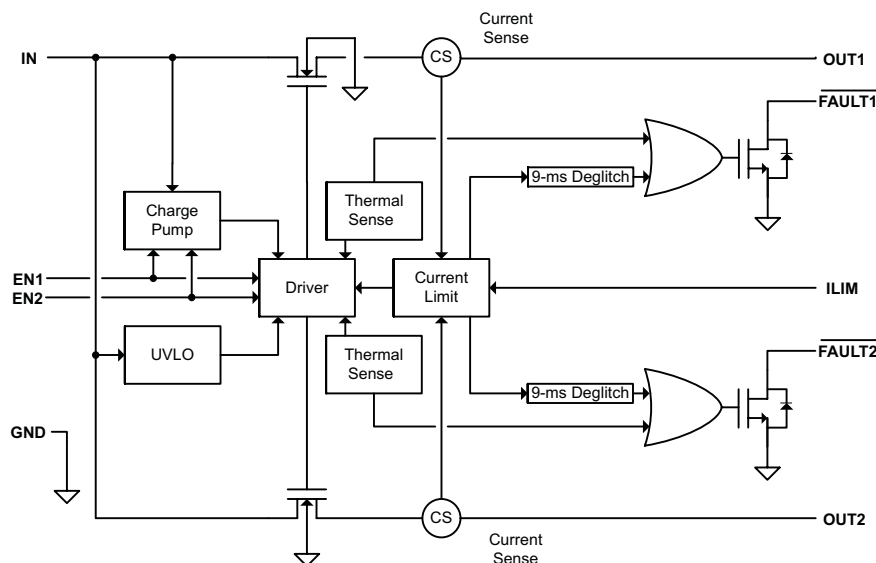 Current
Sense
IN
CS
OUT1
FAULT1
9-ms Deglitch
Thermal
Sense
Charge
Pump
EN1
EN2
Driver
Current
Limit
ILIM
UVLO
Thermal
Sense
FAULT2
9-ms Deglitch
GND
CS
OUT2
Current
Sense